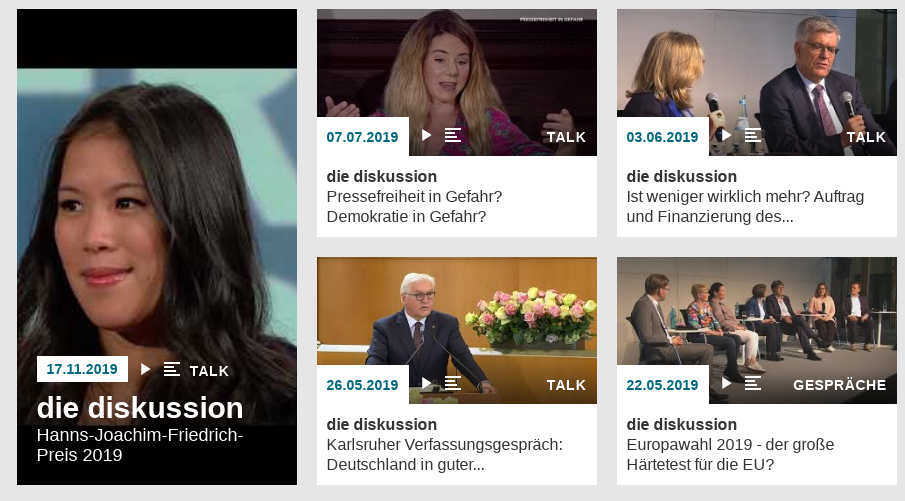 17.11.2019 TALK
die diskussion
Hanns-Joachim-Friedrich-
Preis 2019
PRESSEFREIHEIT IN GEFAHR
07.07.2019 TALK
die diskussion
Pressefreiheit in Gefahr?
Demokratie in Gefahr?
03.06.2019 TALK
die diskussion
Ist weniger wirklich mehr? Auftrag
und Finanzierung des...
26.05.2019 TALK
die diskussion
Karlsruher Verfassungsgespräch:
Deutschland in guter...
22.05.2019 GESPRÄCHE
die diskussion
Europawahl 2019 - der große
Härtetest für die EU?